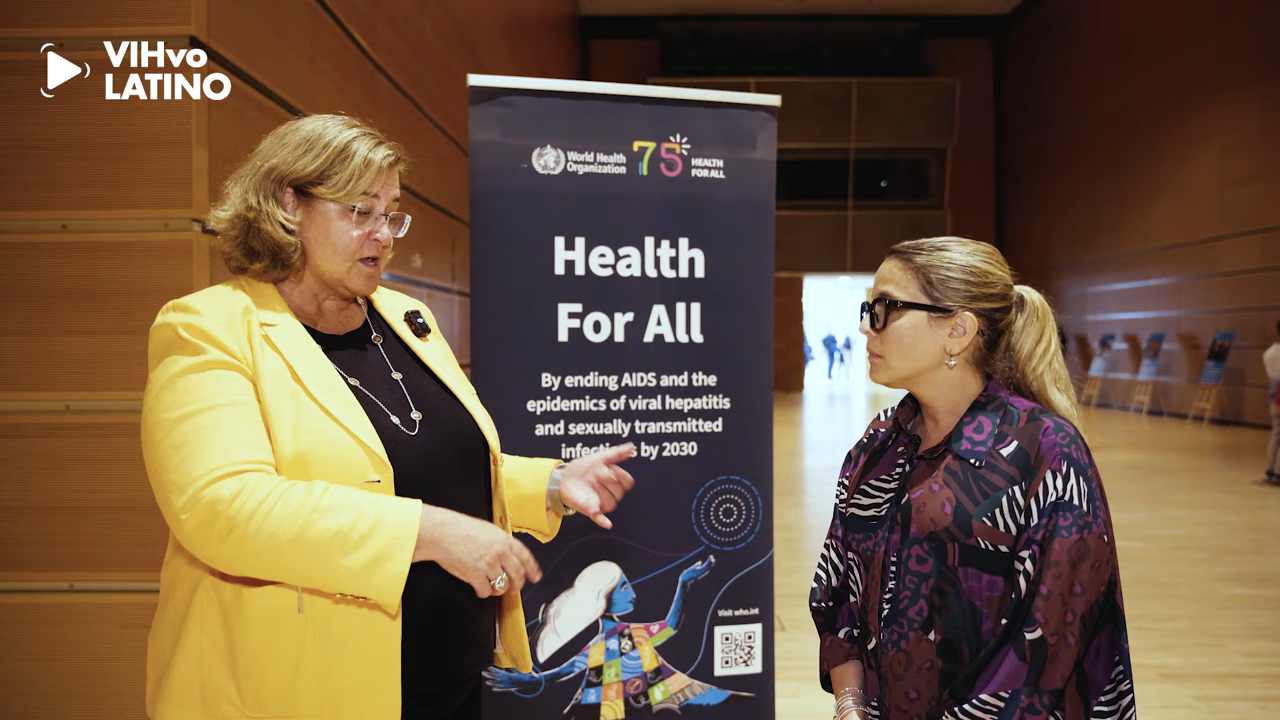 VIHvo
LATINO
World Health
Organization
75
HEALTH
FOR ALL
Health
For All
By ending AIDS and the
epidemics of viral hepatitis
and sexually transmitted
infections by 2030
Visit who.int